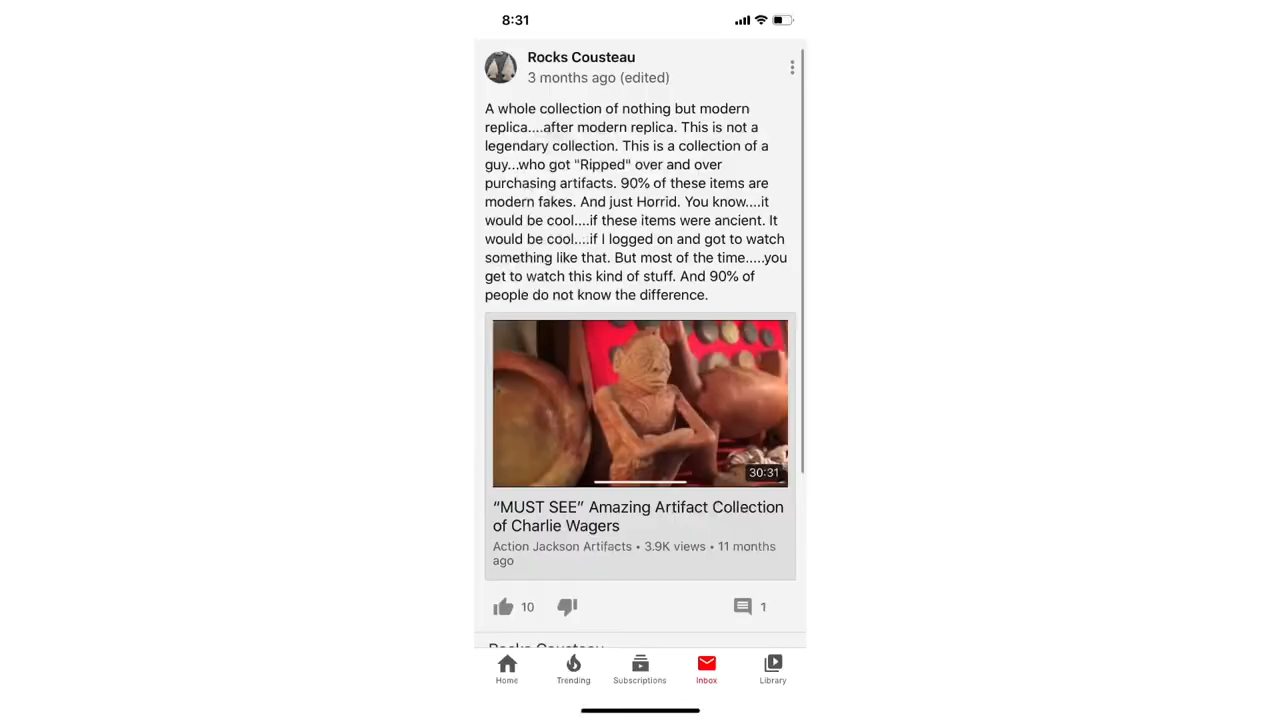 8:31
Rocks Cousteau
3 months ago (edited)
A whole collection of nothing but modern
replica....after modern replica. This is not a
legendary collection. This is a collection of a
guy...who got "Ripped" over and over
purchasing artifacts. 90% of these items are
modern fakes. And just Horrid. You know....it
would be cool....if these items were ancient. It
would be cool....if I logged on and got to watch
something like that. But most of the time.....you
get to watch this kind of stuff. And 90% of
people do not know the difference.
30:31
“MUST SEE” Amazing Artifact Collection
of Charlie Wagers
Action Jackson Artifacts • 3.9K views • 11 months
ago
10
1
Rocks Cousteau
Home
Trending
Subscriptions
Inbox
Library